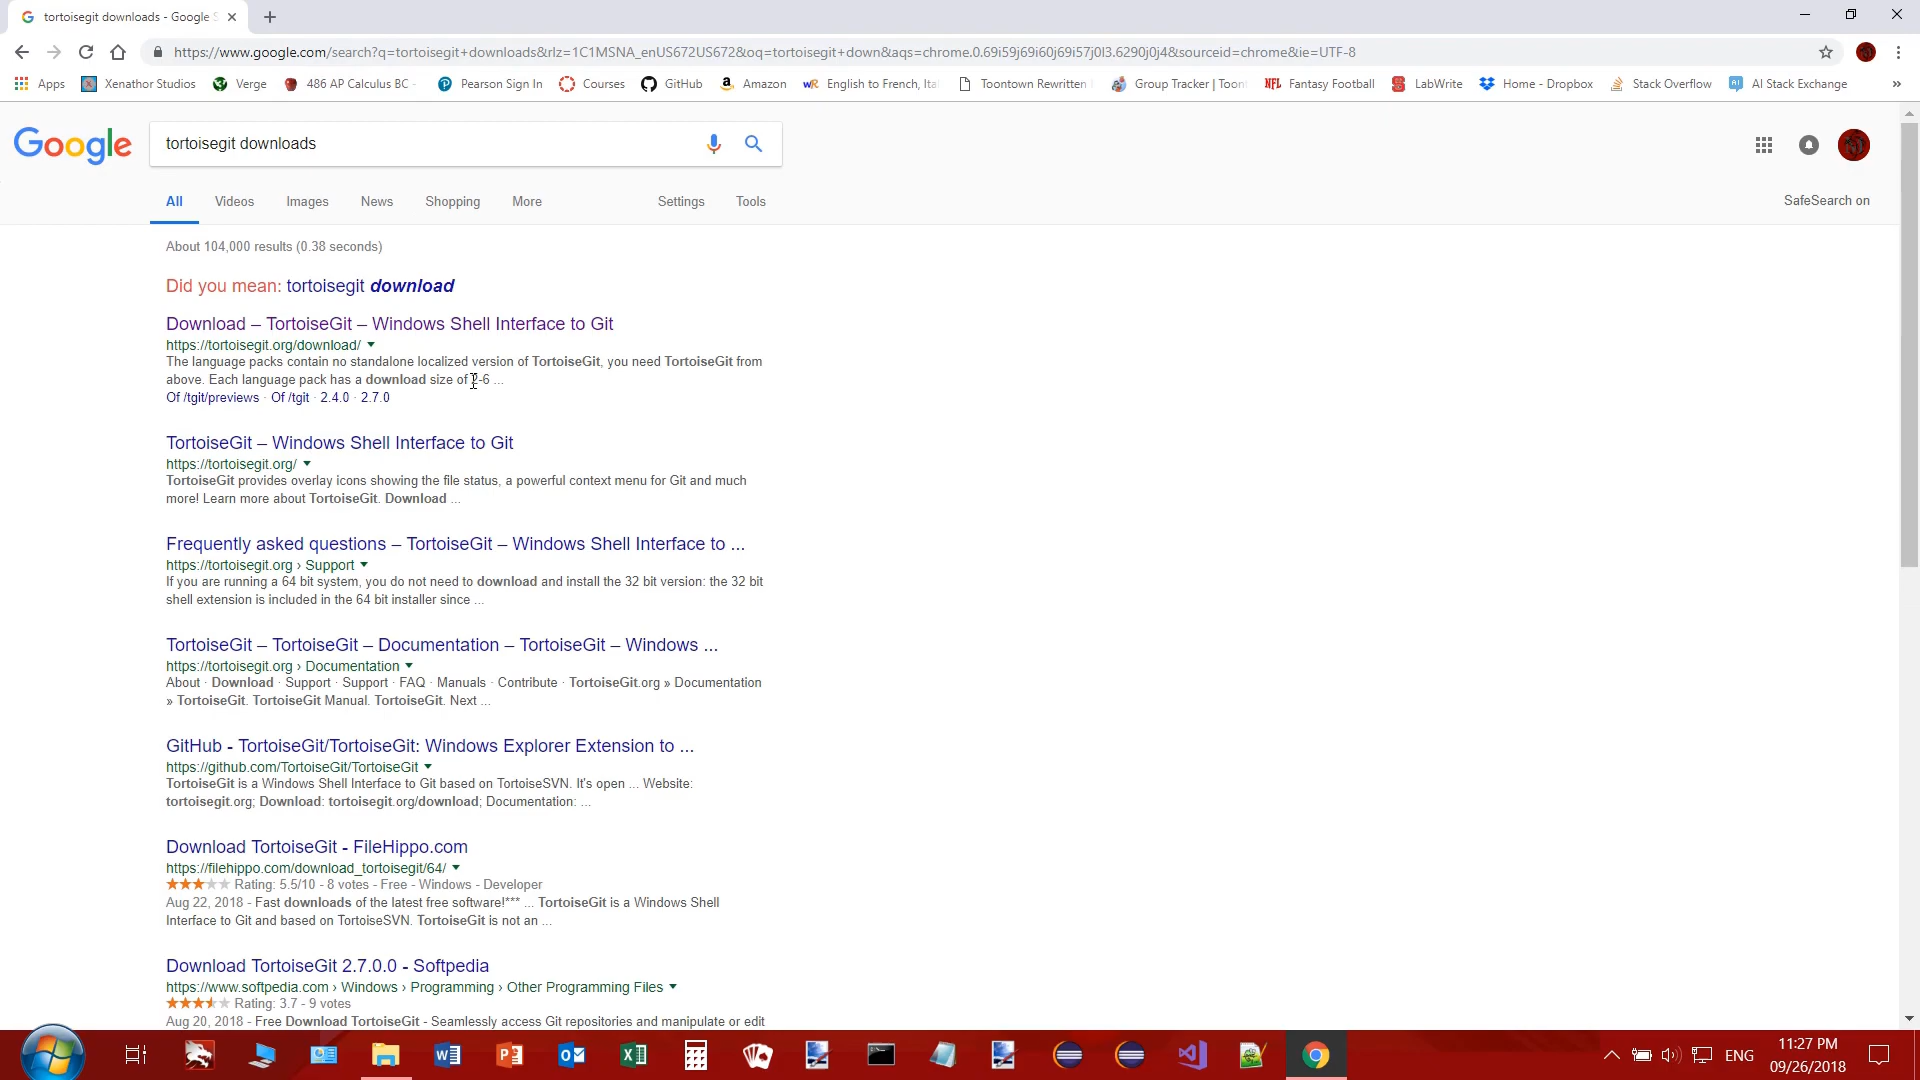 tortoisegit downloads - Google S
https://www.google.com/search?q=tortoisegit+downloads&rlz=1C1MSNA_enUS672US672&oq=tortoisegit+down&aqs=chrome.0.69i59j69i60j69i57j0l3.6290j0j4&sourceid=chrome&ie=UTF-8
Apps Xenathor Studios Verge 486 AP Calculus BC - Pearson Sign In Courses GitHub Amazon English to French, Ita Toontown Rewritten Group Tracker | Toon Fantasy Football LabWrite Home - Dropbox Stack Overflow AI Stack Exchange »
Google tortoisegit downloads
All Videos Images News Shopping More Settings Tools SafeSearch on
About 104,000 results (0.38 seconds)
Did you mean: tortoisegit download
Download – TortoiseGit – Windows Shell Interface to Git
https://tortoisegit.org/download/
The language packs contain no standalone localized version of TortoiseGit, you need TortoiseGit from
above. Each language pack has a download size of 2-6 ...
Of /tgit/previews · Of /tgit · 2.4.0 · 2.7.0
TortoiseGit – Windows Shell Interface to Git
https://tortoisegit.org/
TortoiseGit provides overlay icons showing the file status, a powerful context menu for Git and much
more! Learn more about TortoiseGit. Download ...
Frequently asked questions – TortoiseGit – Windows Shell Interface to ...
https://tortoisegit.org › Support
If you are running a 64 bit system, you do not need to download and install the 32 bit version: the 32 bit
shell extension is included in the 64 bit installer since ...
TortoiseGit – TortoiseGit – Documentation – TortoiseGit – Windows ...
https://tortoisegit.org › Documentation
About · Download · Support · Support · FAQ · Manuals · Contribute · TortoiseGit.org » Documentation
» TortoiseGit. TortoiseGit Manual. TortoiseGit. Next ...
GitHub - TortoiseGit/TortoiseGit: Windows Explorer Extension to ...
https://github.com/TortoiseGit/TortoiseGit
TortoiseGit is a Windows Shell Interface to Git based on TortoiseSVN. It's open ... Website:
tortoisegit.org; Download: tortoisegit.org/download; Documentation: ...
Download TortoiseGit - FileHippo.com
https://filehippo.com/download_tortoisegit/64/
Rating: 5.5/10 - 8 votes - Free - Windows - Developer
Aug 22, 2018 - Fast downloads of the latest free software!*** ... TortoiseGit is a Windows Shell
Interface to Git and based on TortoiseSVN. TortoiseGit is not an ...
Download TortoiseGit 2.7.0.0 - Softpedia
https://www.softpedia.com › Windows › Programming › Other Programming Files
Rating: 3.7 - 9 votes
Aug 20, 2018 - Free Download TortoiseGit - Seamlessly access Git repositories and manipulate or edit
ENG
11:27 PM
09/26/2018